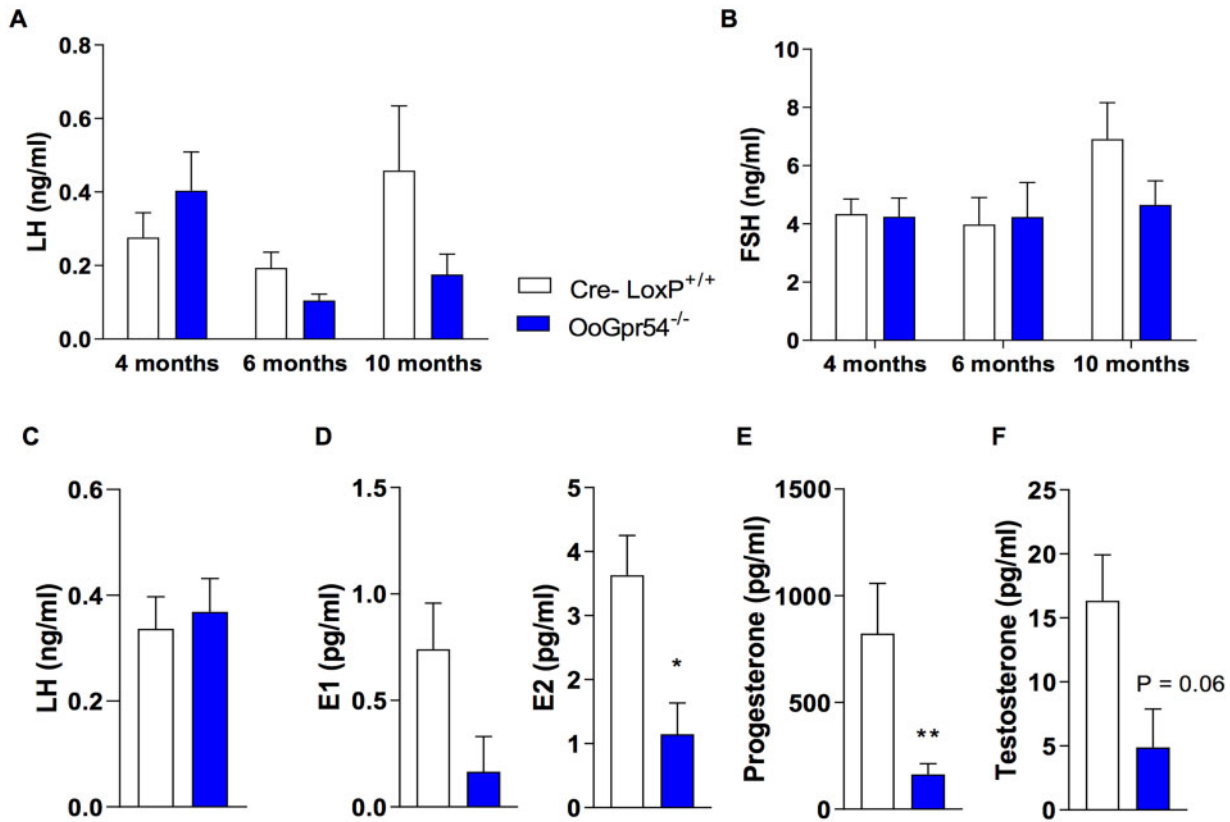 A
LH (ng/ml)
0.8
0.6
0.4
0.2
0.0
4 months 6 months 10 months
Cre- LoxP+/+
OoGpr54-/-
B
FSH (ng/ml)
10
8
6
4
2
0
4 months 6 months 10 months
C
LH (ng/ml)
0.6
0.4
0.2
0.0
D
E1 (pg/ml)
1.5
1.0
0.5
0.0
E2 (pg/ml)
5
4
3
2
1
0
*
E
Progesterone (pg/ml)
1500
1000
500
0
**
F
Testosterone (pg/ml)
25
20
15
10
5
0
P = 0.06